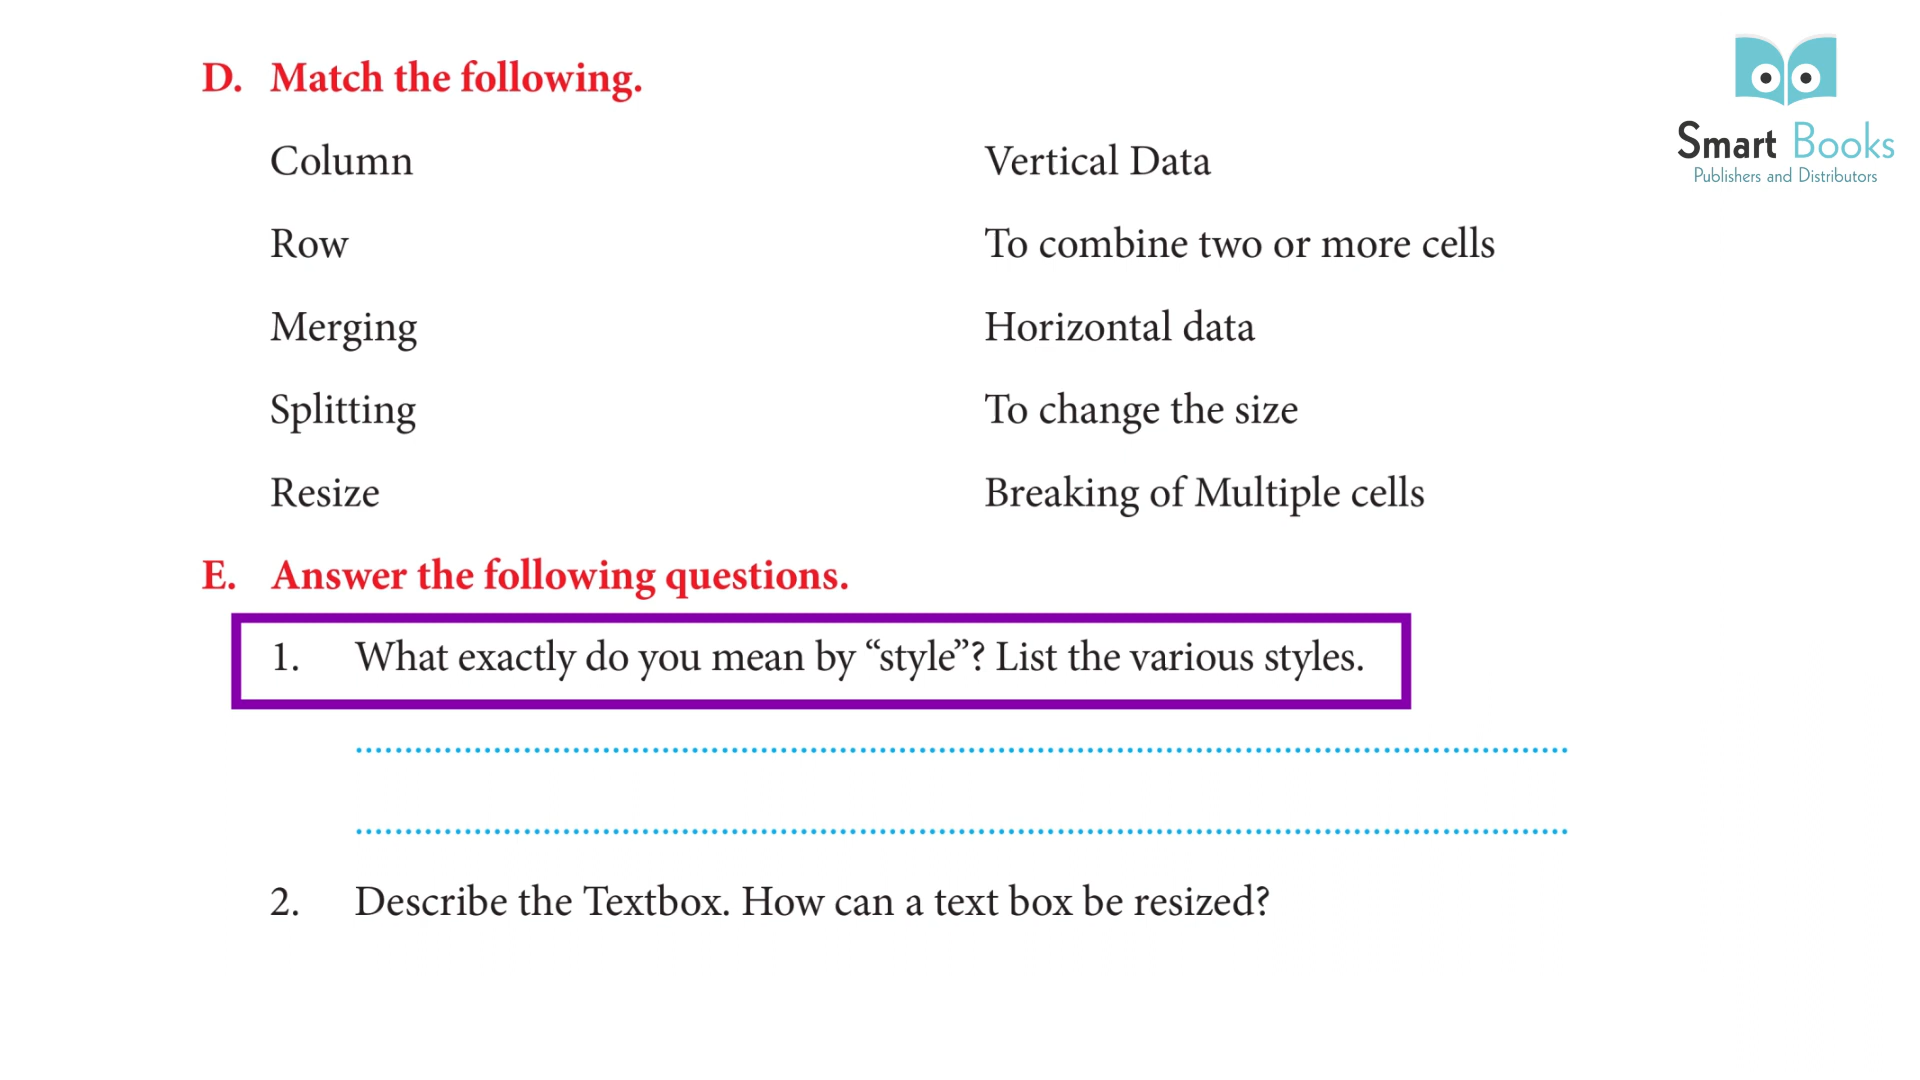 Smart Books
Publishers and Distributors
D. Match the following.
Column Vertical Data
Row To combine two or more cells
Merging Horizontal data
Splitting To change the size
Resize Breaking of Multiple cells
E. Answer the following questions.
1. What exactly do you mean by “style”? List the various styles.
2. Describe the Textbox. How can a text box be resized?